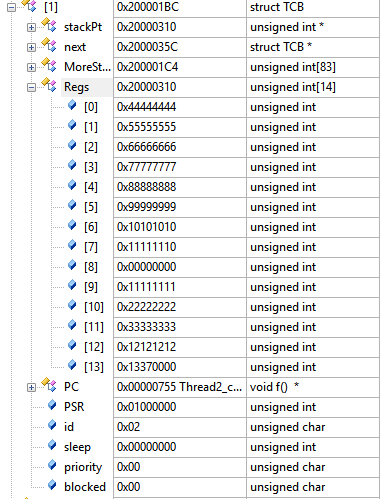 [1] 0x200001BC struct TCB
stackPt 0x20000310 unsigned int *
next 0x2000035C struct TCB *
MoreSt... 0x200001C4 unsigned int[83]
Regs 0x20000310 unsigned int[14]
[0] 0x44444444 unsigned int
[1] 0x55555555 unsigned int
[2] 0x66666666 unsigned int
[3] 0x77777777 unsigned int
[4] 0x88888888 unsigned int
[5] 0x99999999 unsigned int
[6] 0x10101010 unsigned int
[7] 0x11111110 unsigned int
[8] 0x00000000 unsigned int
[9] 0x11111111 unsigned int
[10] 0x22222222 unsigned int
[11] 0x33333333 unsigned int
[12] 0x12121212 unsigned int
[13] 0x13370000 unsigned int
PC 0x00000755 Thread2_c... void f() *
PSR 0x01000000 unsigned int
id 0x02 unsigned char
sleep 0x00000000 unsigned int
priority 0x00 unsigned char
blocked 0x00 unsigned char